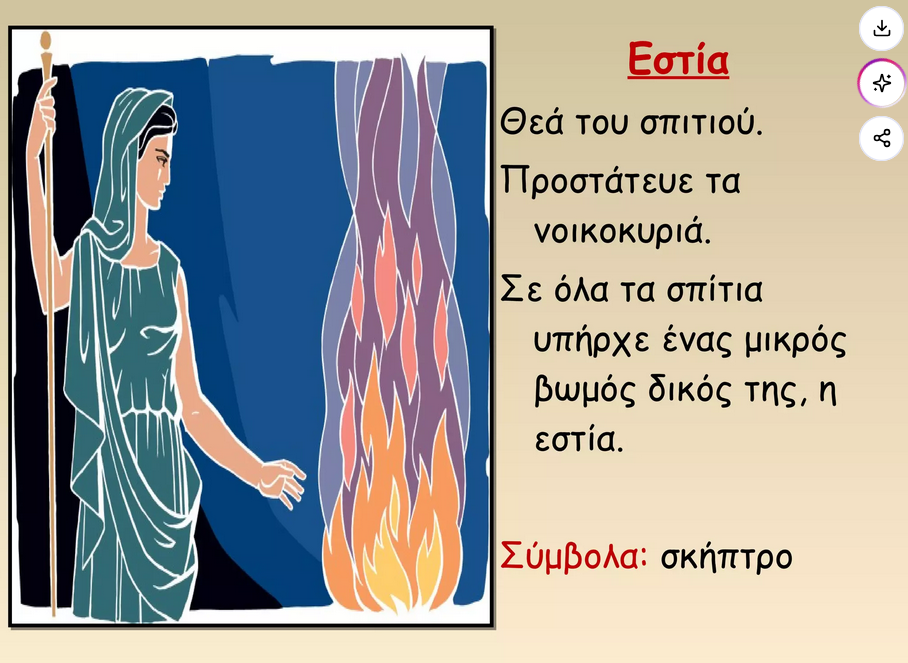 Εστία
Θεά του σπιτιού.
Προστάτευε τα
νοικοκυριά.
Σε όλα τα σπίτια
υπήρχε ένας μικρός
βωμός δικός της, η
εστία.
Σύμβολα: σκήπτρο